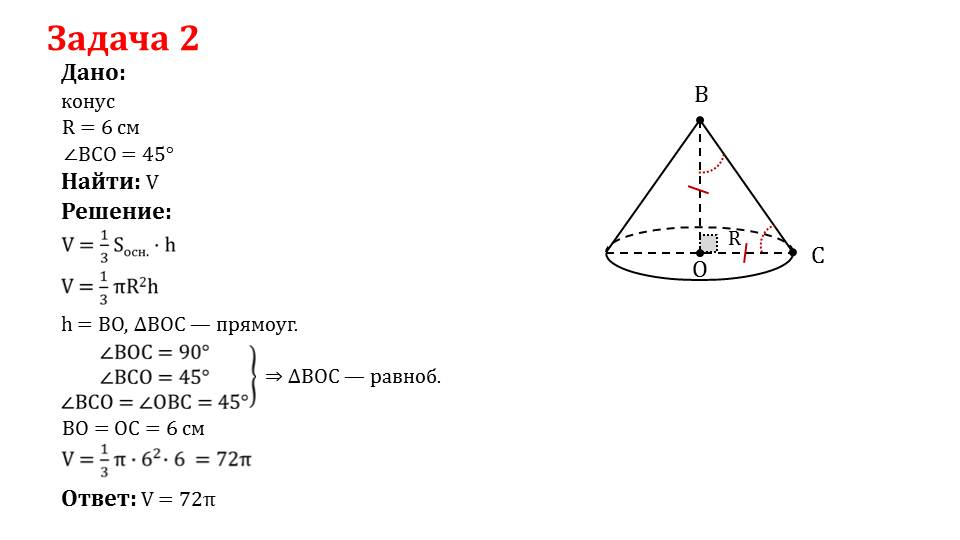 Задача 2
Дано:
конус
R = 6 см
∠BCO = 45°
Найти: V
Решение:
V = 1/3 Sосн. · h
V = 1/3 πR²h
h = BO, ΔBOC — прямоуг.
∠BOC = 90°
∠BCO = 45°
∠BCO = ∠OBC = 45°
} ⇒ ΔBOC — равноб.
BO = OC = 6 см
V = 1/3 π · 6² · 6 = 72π
Ответ: V = 72π
B
R
C
O